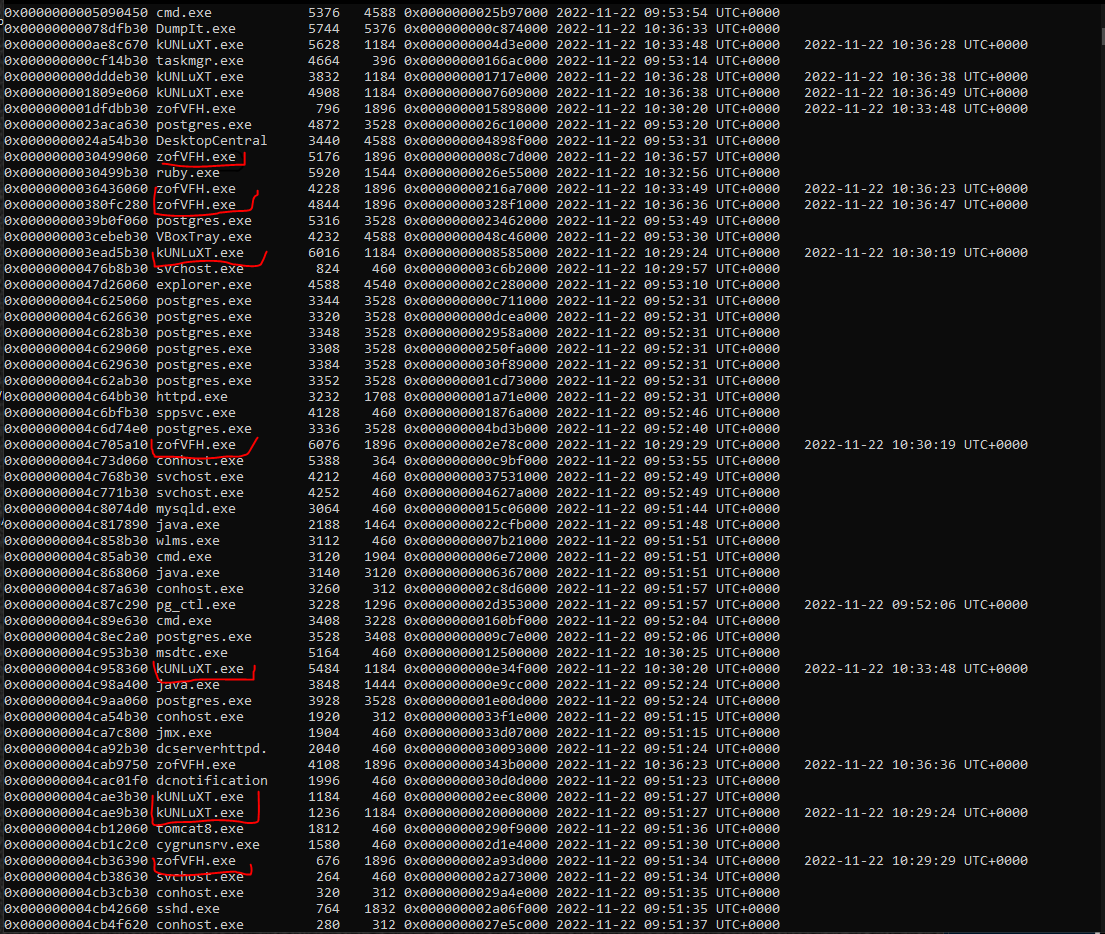 0x0000000005090450 cmd.exe 5376 4588 0x0000000025b97000 2022-11-22 09:53:54 UTC+0000
0x00000000078dfb30 DumpIt.exe 5744 5376 0x000000000c874000 2022-11-22 10:36:33 UTC+0000
0x000000000ae8c670 kUNLuXT.exe 5628 1184 0x0000000004d3e000 2022-11-22 10:33:48 UTC+0000 2022-11-22 10:36:28 UTC+0000
0x000000000cf14b30 taskmgr.exe 4664 396 0x00000000166ac000 2022-11-22 09:53:14 UTC+0000
0x000000000dddeb30 kUNLuXT.exe 3832 1184 0x000000001717e000 2022-11-22 10:36:28 UTC+0000 2022-11-22 10:36:38 UTC+0000
0x000000001809e060 kUNLuXT.exe 4908 1184 0x0000000007609000 2022-11-22 10:36:38 UTC+0000 2022-11-22 10:36:49 UTC+0000
0x000000001dfdbb30 zofVFH.exe 796 1896 0x0000000015898000 2022-11-22 10:30:20 UTC+0000 2022-11-22 10:33:48 UTC+0000
0x0000000023aca630 postgres.exe 4872 3528 0x0000000026c10000 2022-11-22 09:53:20 UTC+0000
0x0000000024a54b30 DesktopCentral 3440 4588 0x000000004898f000 2022-11-22 09:53:31 UTC+0000
0x0000000030499060 zofVFH.exe 5176 1896 0x000000008c7d000 2022-11-22 10:36:57 UTC+0000
0x0000000030499b30 ruby.exe 5920 1544 0x0000000026e55000 2022-11-22 10:32:56 UTC+0000
0x0000000036436060 zofVFH.exe 4228 1896 0x00000000216a7000 2022-11-22 10:33:49 UTC+0000 2022-11-22 10:36:23 UTC+0000
0x00000000380fc280 zofVFH.exe 4844 1896 0x00000000328f1000 2022-11-22 10:36:36 UTC+0000 2022-11-22 10:36:47 UTC+0000
0x0000000039b0f060 postgres.exe 5316 3528 0x0000000023462000 2022-11-22 09:53:49 UTC+0000
0x000000003cebeb30 VBoxTray.exe 4232 4588 0x0000000048c46000 2022-11-22 09:53:30 UTC+0000
0x000000003ead5b30 kUNLuXT.exe 6016 1184 0x0000000008585000 2022-11-22 10:29:24 UTC+0000 2022-11-22 10:30:19 UTC+0000
0x00000000476b8b30 svchost.exe 824 460 0x000000003c6b2000 2022-11-22 10:29:57 UTC+0000
0x0000000047d26060 explorer.exe 4588 4540 0x000000002c280000 2022-11-22 09:53:10 UTC+0000
0x000000004c625060 postgres.exe 3344 3528 0x000000000c711000 2022-11-22 09:52:31 UTC+0000
0x000000004c626630 postgres.exe 3320 3528 0x000000000dcea000 2022-11-22 09:52:31 UTC+0000
0x000000004c628b30 postgres.exe 3348 3528 0x000000002958a000 2022-11-22 09:52:31 UTC+0000
0x000000004c629060 postgres.exe 3308 3528 0x00000000250fa000 2022-11-22 09:52:31 UTC+0000
0x000000004c629630 postgres.exe 3384 3528 0x0000000030f89000 2022-11-22 09:52:31 UTC+0000
0x000000004c62ab30 postgres.exe 3352 3528 0x000000001cd73000 2022-11-22 09:52:31 UTC+0000
0x000000004c64bb30 httpd.exe 3232 1708 0x000000001a71e000 2022-11-22 09:52:31 UTC+0000
0x000000004c6bfb30 sppsvc.exe 4128 460 0x000000001876a000 2022-11-22 09:52:46 UTC+0000
0x000000004c6d74e0 postgres.exe 3336 3528 0x000000004bd3b000 2022-11-22 09:52:40 UTC+0000
0x000000004c705a10 zofVFH.exe 6076 1896 0x000000002e78c000 2022-11-22 10:29:29 UTC+0000 2022-11-22 10:30:19 UTC+0000
0x000000004c73d060 conhost.exe 5388 364 0x000000000c9bf000 2022-11-22 09:53:55 UTC+0000
0x000000004c768b30 svchost.exe 4212 460 0x0000000037531000 2022-11-22 09:52:49 UTC+0000
0x000000004c771b30 svchost.exe 4252 460 0x000000004627a000 2022-11-22 09:52:49 UTC+0000
0x000000004c8074d0 mysqld.exe 3064 460 0x0000000015c06000 2022-11-22 09:51:44 UTC+0000
0x000000004c817890 java.exe 2188 1464 0x0000000022cfb000 2022-11-22 09:51:48 UTC+0000
0x000000004c858b30 wlms.exe 3112 460 0x0000000007b21000 2022-11-22 09:51:51 UTC+0000
0x000000004c85ab30 cmd.exe 3120 1904 0x0000000006e72000 2022-11-22 09:51:51 UTC+0000
0x000000004c868060 java.exe 3140 3120 0x0000000006367000 2022-11-22 09:51:51 UTC+0000
0x000000004c87a630 conhost.exe 3260 312 0x000000002c8d6000 2022-11-22 09:51:57 UTC+0000
0x000000004c87c290 pg_ctl.exe 3228 1296 0x000000002d353000 2022-11-22 09:51:57 UTC+0000 2022-11-22 09:52:06 UTC+0000
0x000000004c89e630 cmd.exe 3408 3228 0x00000000160bf000 2022-11-22 09:52:04 UTC+0000
0x000000004c8ec2a0 postgres.exe 3528 3408 0x0000000009c7e000 2022-11-22 09:52:06 UTC+0000
0x000000004c953b30 msdtc.exe 5164 460 0x0000000012500000 2022-11-22 10:30:25 UTC+0000
0x000000004c958360 kUNLuXT.exe 5484 1184 0x000000000e34f000 2022-11-22 10:30:20 UTC+0000 2022-11-22 10:33:48 UTC+0000
0x000000004c98a400 java.exe 3848 1444 0x000000000e9cc000 2022-11-22 09:52:24 UTC+0000
0x000000004c9aa060 postgres.exe 3928 3528 0x000000001e00d000 2022-11-22 09:52:24 UTC+0000
0x000000004ca54b30 conhost.exe 1920 312 0x0000000033f1e000 2022-11-22 09:51:15 UTC+0000
0x000000004ca7c800 jmx.exe 1904 460 0x0000000033d07000 2022-11-22 09:51:15 UTC+0000
0x000000004ca92b30 dcserverhttpd. 2040 460 0x0000000030093000 2022-11-22 09:51:24 UTC+0000
0x000000004cab9750 zofVFH.exe 4108 1896 0x00000000343b0000 2022-11-22 10:36:23 UTC+0000 2022-11-22 10:36:36 UTC+0000
0x000000004cac01f0 dcnotification 1996 460 0x0000000030d0d000 2022-11-22 09:51:23 UTC+0000
0x000000004cae3b30 kUNLuXT.exe 1184 460 0x000000002eec8000 2022-11-22 09:51:27 UTC+0000
0x000000004cae9b30 kUNLuXT.exe 1236 1184 0x0000000020000000 2022-11-22 09:51:27 UTC+0000 2022-11-22 10:29:24 UTC+0000
0x000000004cb12060 tomcat8.exe 1812 460 0x00000000290f9000 2022-11-22 09:51:36 UTC+0000
0x000000004cb1c2c0 cygrunsrv.exe 1580 460 0x000000002d1e4000 2022-11-22 09:51:30 UTC+0000
0x000000004cb36390 zofVFH.exe 676 1896 0x000000002a93d000 2022-11-22 09:51:34 UTC+0000 2022-11-22 10:29:29 UTC+0000
0x000000004cb38630 svchost.exe 264 460 0x000000002a273000 2022-11-22 09:51:34 UTC+0000
0x000000004cb3cb30 conhost.exe 320 312 0x0000000029a4e000 2022-11-22 09:51:35 UTC+0000
0x000000004cb42660 sshd.exe 764 1832 0x000000002a06f000 2022-11-22 09:51:35 UTC+0000
0x000000004cb4f620 conhost.exe 280 312 0x0000000027e5c000 2022-11-22 09:51:37 UTC+0000